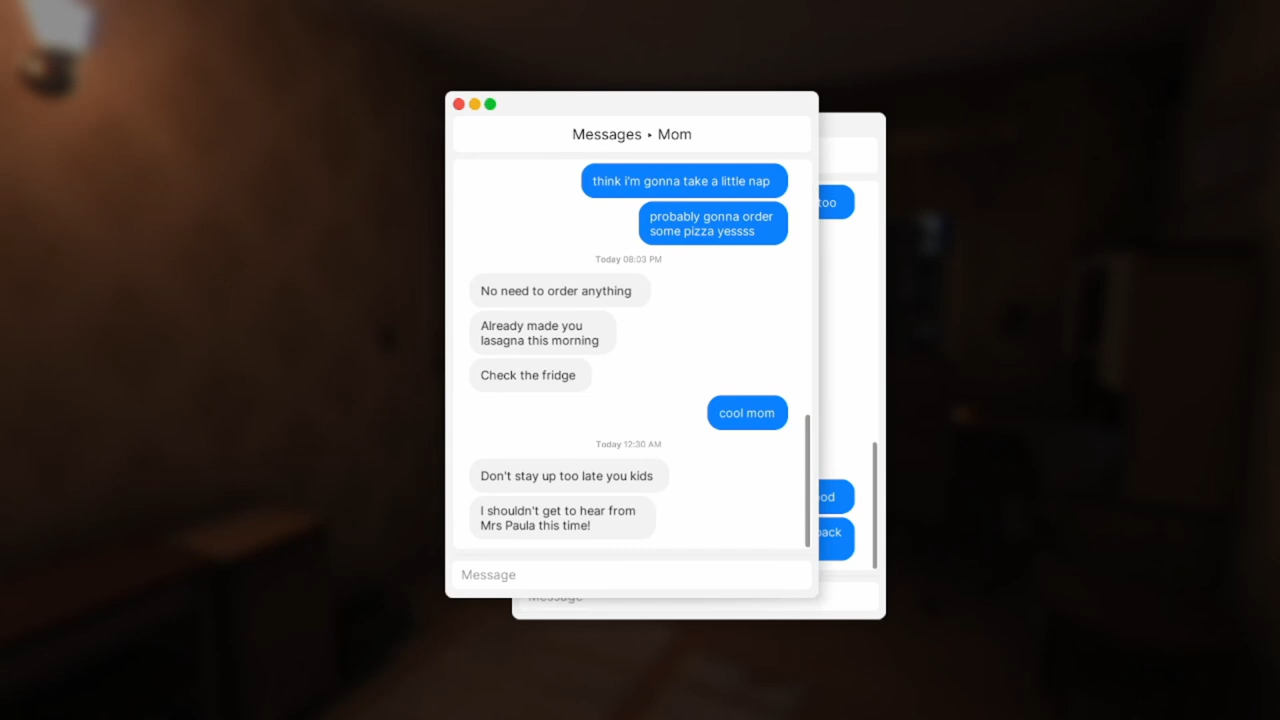 Messages ‣ Mom
think i'm gonna take a little nap
too
probably gonna order
some pizza yessss
Today 08:03 PM
No need to order anything
Already made you
lasagna this morning
Check the fridge
cool mom
Today 12:30 AM
Don't stay up too late you kids
I shouldn't get to hear from
Mrs Paula this time!
Message
Message